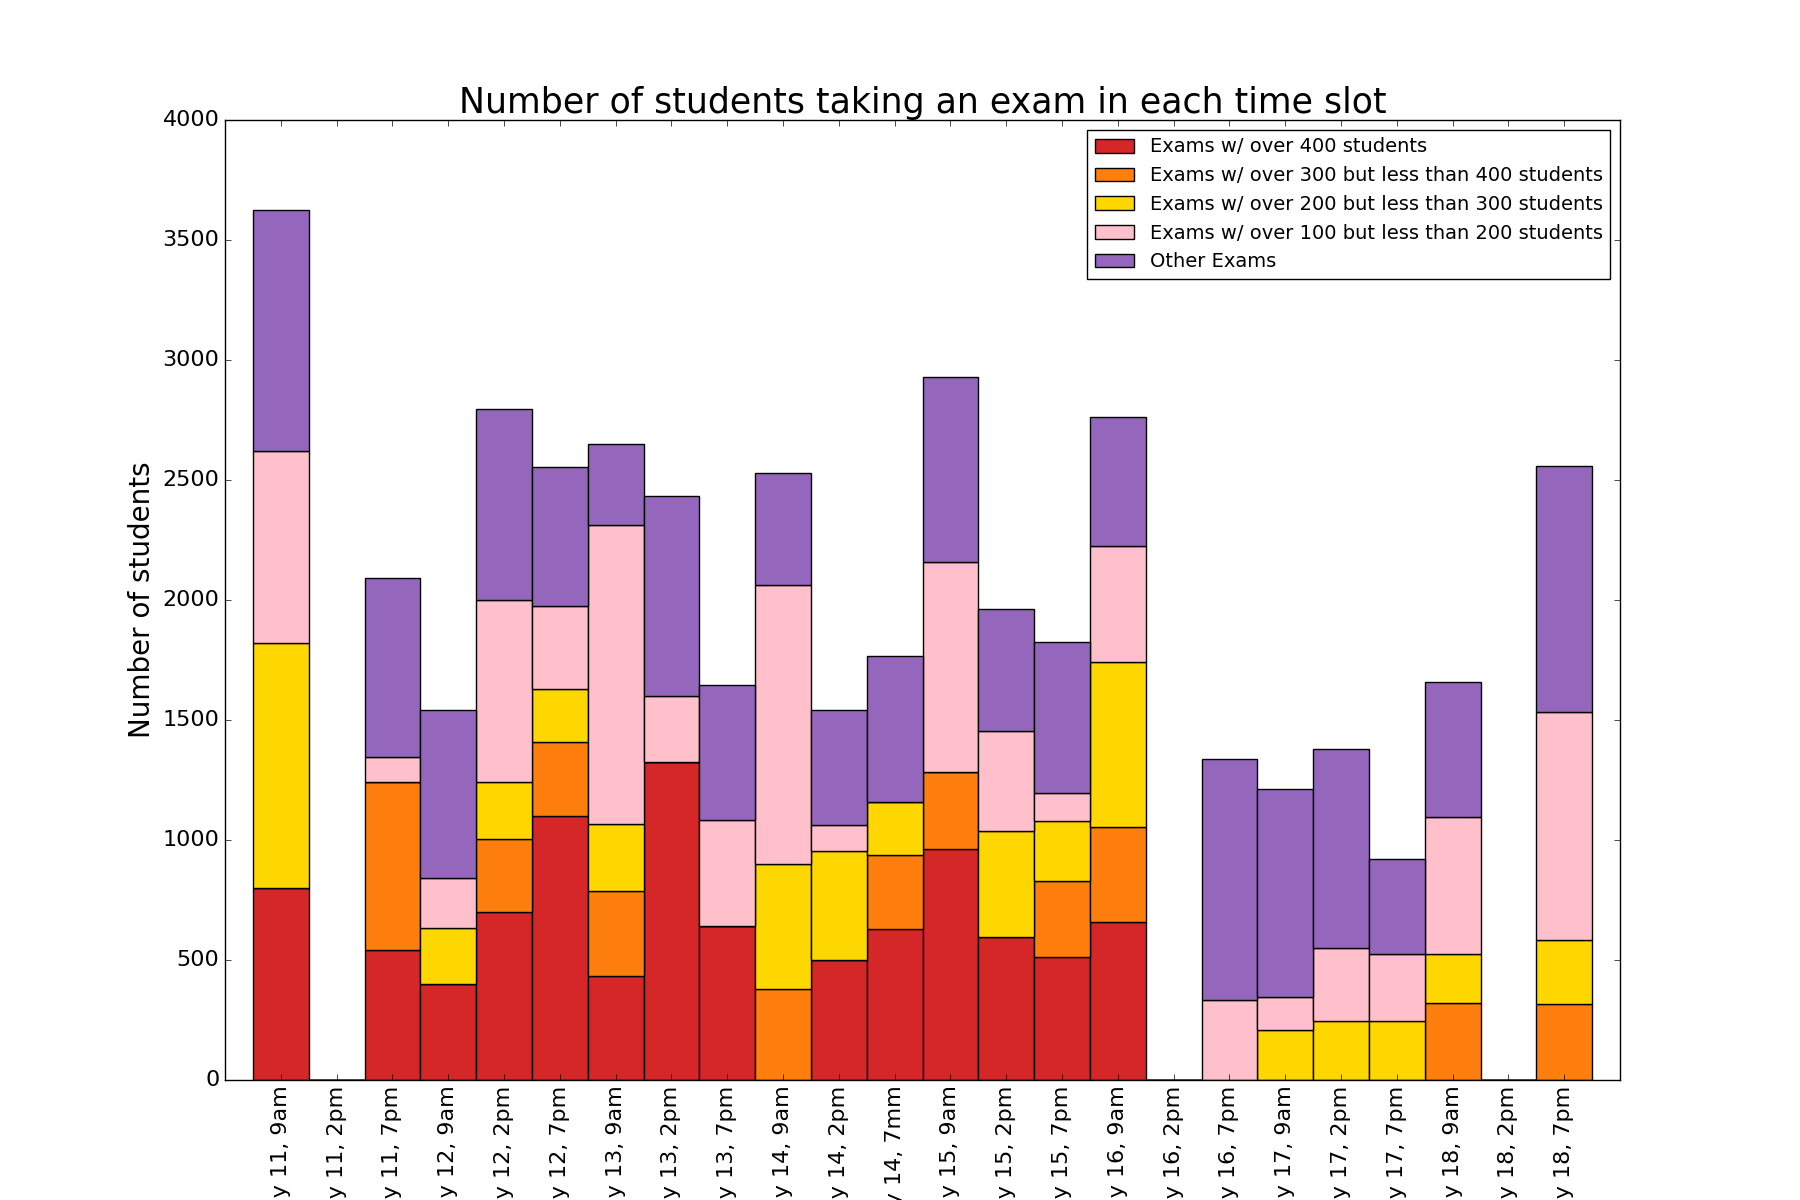 Number of students taking an exam in each time slot
Exams w/ over 400 students
Exams w/ over 300 but less than 400 students
Exams w/ over 200 but less than 300 students
Exams w/ over 100 but less than 200 students
Other Exams
Number of students
4000
3500
3000
2500
2000
1500
1000
500
0
y 11, 9am
y 11, 2pm
y 11, 7pm
y 12, 9am
y 12, 2pm
y 12, 7pm
y 13, 9am
y 13, 2pm
y 13, 7pm
y 14, 9am
y 14, 2pm
y 14, 7mm
y 15, 9am
y 15, 2pm
y 15, 7pm
y 16, 9am
y 16, 2pm
y 16, 7pm
y 17, 9am
y 17, 2pm
y 17, 7pm
y 18, 9am
y 18, 2pm
y 18, 7pm